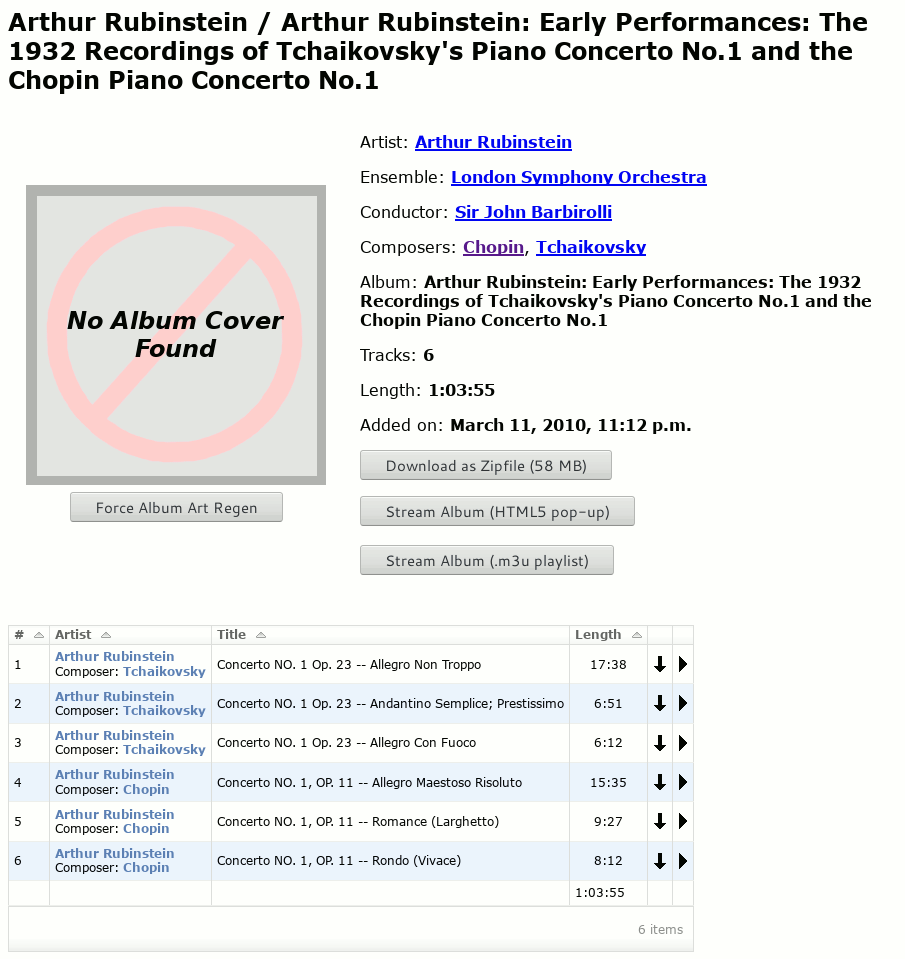 Arthur Rubinstein / Arthur Rubinstein: Early Performances: The
1932 Recordings of Tchaikovsky's Piano Concerto No.1 and the
Chopin Piano Concerto No.1
No Album Cover
Found
Force Album Art Regen
Artist: Arthur Rubinstein
Ensemble: London Symphony Orchestra
Conductor: Sir John Barbirolli
Composers: Chopin, Tchaikovsky
Album: Arthur Rubinstein: Early Performances: The 1932
Recordings of Tchaikovsky's Piano Concerto No.1 and the
Chopin Piano Concerto No.1
Tracks: 6
Length: 1:03:55
Added on: March 11, 2010, 11:12 p.m.
Download as Zipfile (58 MB)
Stream Album (HTML5 pop-up)
Stream Album (.m3u playlist)
# Artist Title Length
1 Arthur Rubinstein Composer: Tchaikovsky Concerto NO. 1 Op. 23 -- Allegro Non Troppo 17:38
2 Arthur Rubinstein Composer: Tchaikovsky Concerto NO. 1 Op. 23 -- Andantino Semplice; Prestissimo 6:51
3 Arthur Rubinstein Composer: Tchaikovsky Concerto NO. 1 Op. 23 -- Allegro Con Fuoco 6:12
4 Arthur Rubinstein Composer: Chopin Concerto NO. 1, OP. 11 -- Allegro Maestoso Risoluto 15:35
5 Arthur Rubinstein Composer: Chopin Concerto NO. 1, OP. 11 -- Romance (Larghetto) 9:27
6 Arthur Rubinstein Composer: Chopin Concerto NO. 1, OP. 11 -- Rondo (Vivace) 8:12
1:03:55
6 items